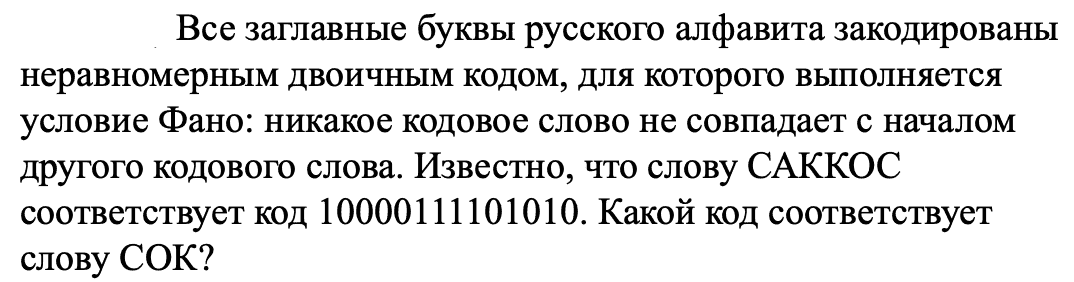 Все заглавные буквы русского алфавита закодированы
неравномерным двоичным кодом, для которого выполняется
условие Фано: никакое кодовое слово не совпадает с началом
другого кодового слова. Известно, что слову САККОС
соответствует код 10000111101010. Какой код соответствует
слову СОК?